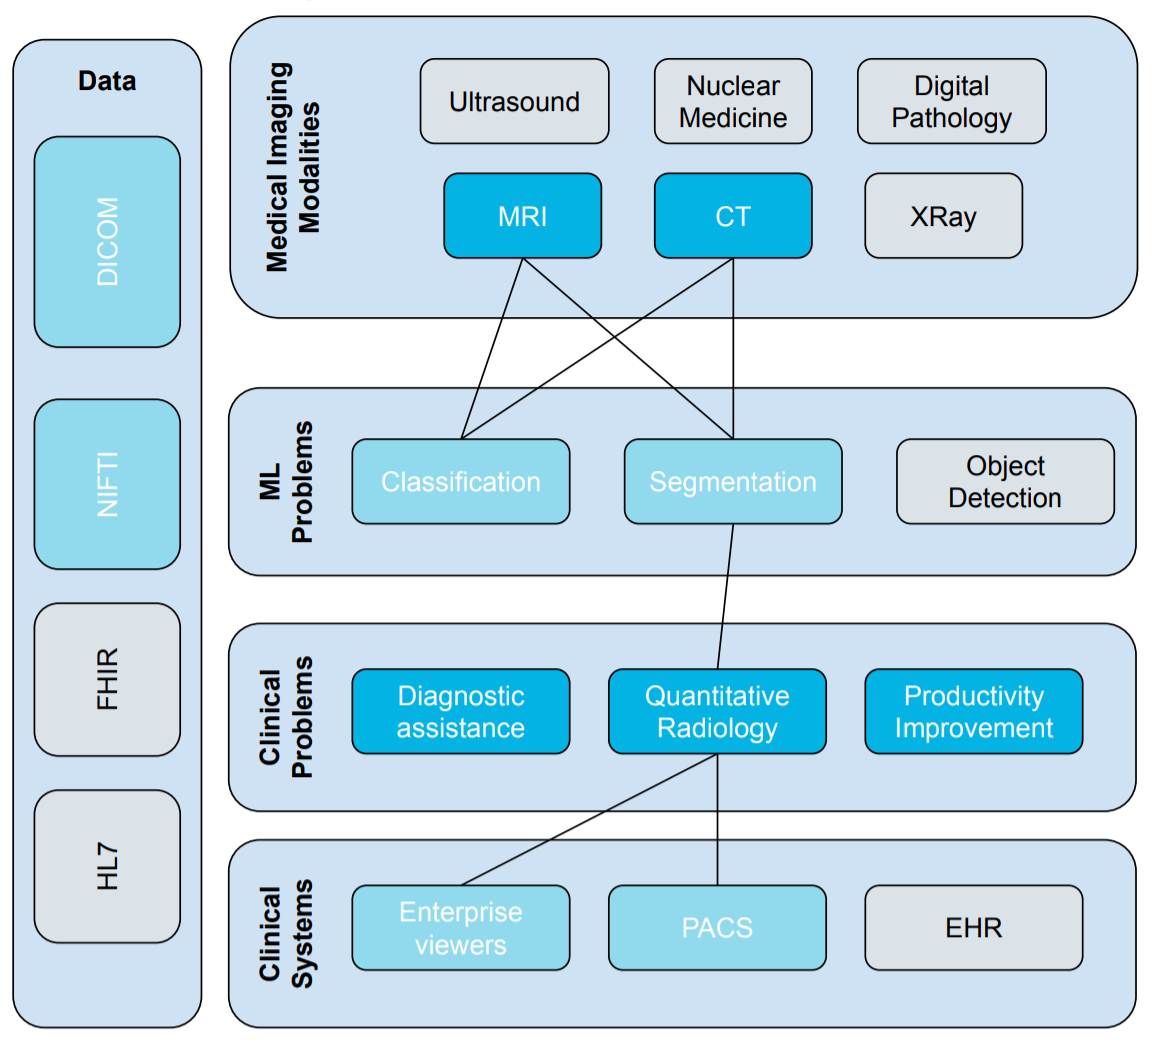 Data
DICOM
NIFTI
FHIR
HL7
Medical Imaging
Modalities
Ultrasound
Nuclear
Medicine
Digital
Pathology
MRI
CT
XRay
ML
Problems
Classification
Segmentation
Object
Detection
Clinical
Problems
Diagnostic
assistance
Quantitative
Radiology
Productivity
Improvement
Clinical
Systems
Enterprise
viewers
PACS
EHR